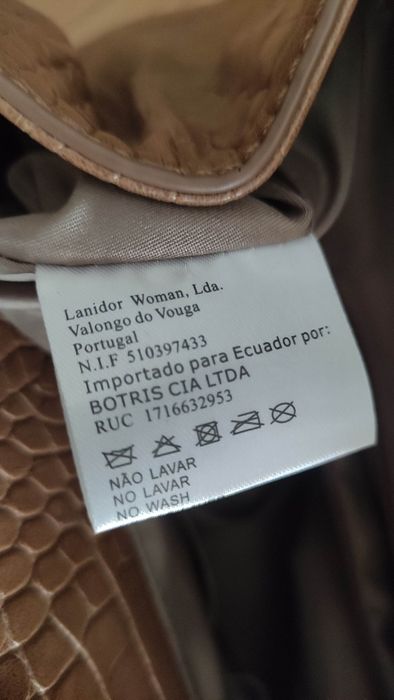 Lanidor Woman, Lda.
Valongo do Vouga
Portugal
N.I.F 510397433
Importado para Ecuador por:
BOTRIS CIA LTDA
RUC 1716632953
NÃO LAVAR
NO LAVAR
NO WASH